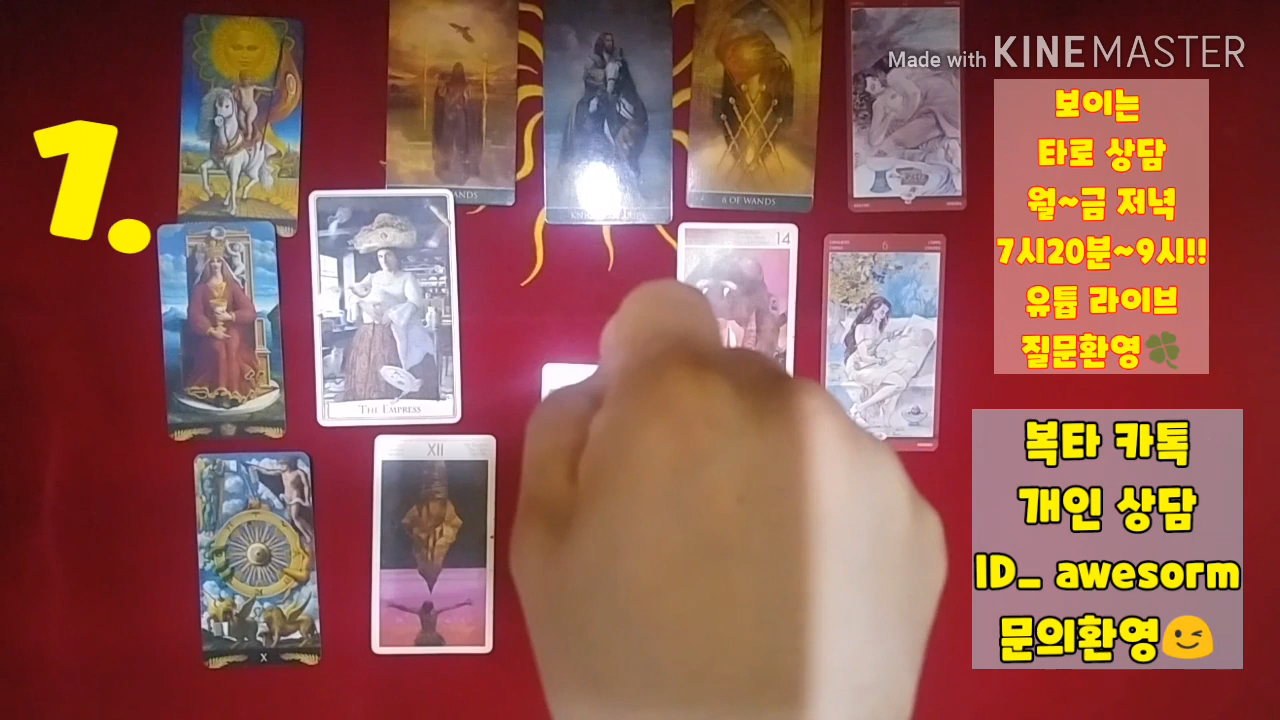 Made with KINEMASTER
1.
보이는
타로 상담
월~금 저녁
7시20분~9시!!
유튭 라이브
질문환영🍀
복타 카톡
개인 상담
ID_ awesorm
문의환영😉
8 OF WANDS
14
6
THE EMPRESS
XII
X